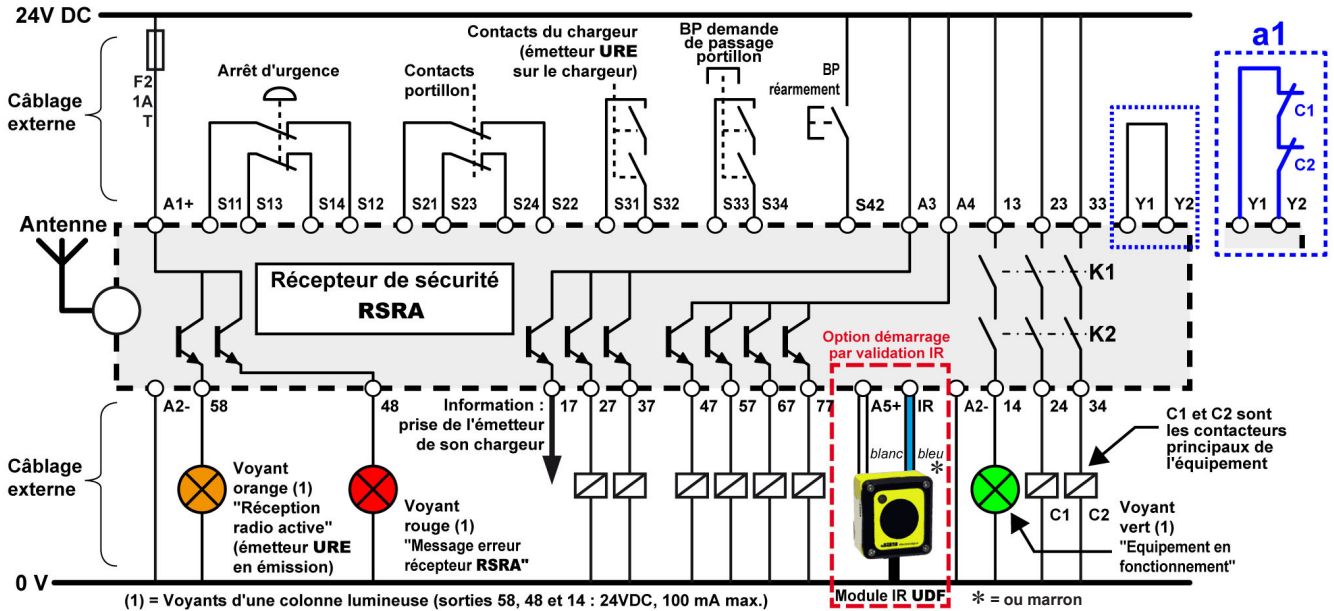 24V DC
a1
Câblage
externe
F2
1A
T
Arrêt d'urgence
Contacts
portillon
Contacts du chargeur
(émetteur URE
sur le chargeur)
BP demande
de passage
portillon
BP
réarmement
C1
C2
Y1
Y2
A1+
S11
S13
S14
S12
S21
S23
S24
S22
S31
S32
S33
S34
S42
A3
A4
13
23
33
Y1
Y2
Antenne
Récepteur de sécurité
RSRA
K1
K2
Option démarrage
par validation IR
A2-
58
48
Information :
prise de l'émetteur
de son chargeur
17
27
37
47
57
67
77
A5+
IR
A2-
14
24
34
C1 et C2 sont
les contacteurs
principaux de
l'équipement
blanc
bleu
*
Câblage
externe
Voyant
orange (1)
"Réception
radio active"
(émetteur URE
en émission)
Voyant
rouge (1)
"Message erreur
récepteur RSRA"
C1
C2
Voyant
vert (1)
"Equipement en
fonctionnement"
0 V
(1) = Voyants d'une colonne lumineuse (sorties 58, 48 et 14 : 24VDC, 100 mA max.)
Module IR UDF
* = ou marron